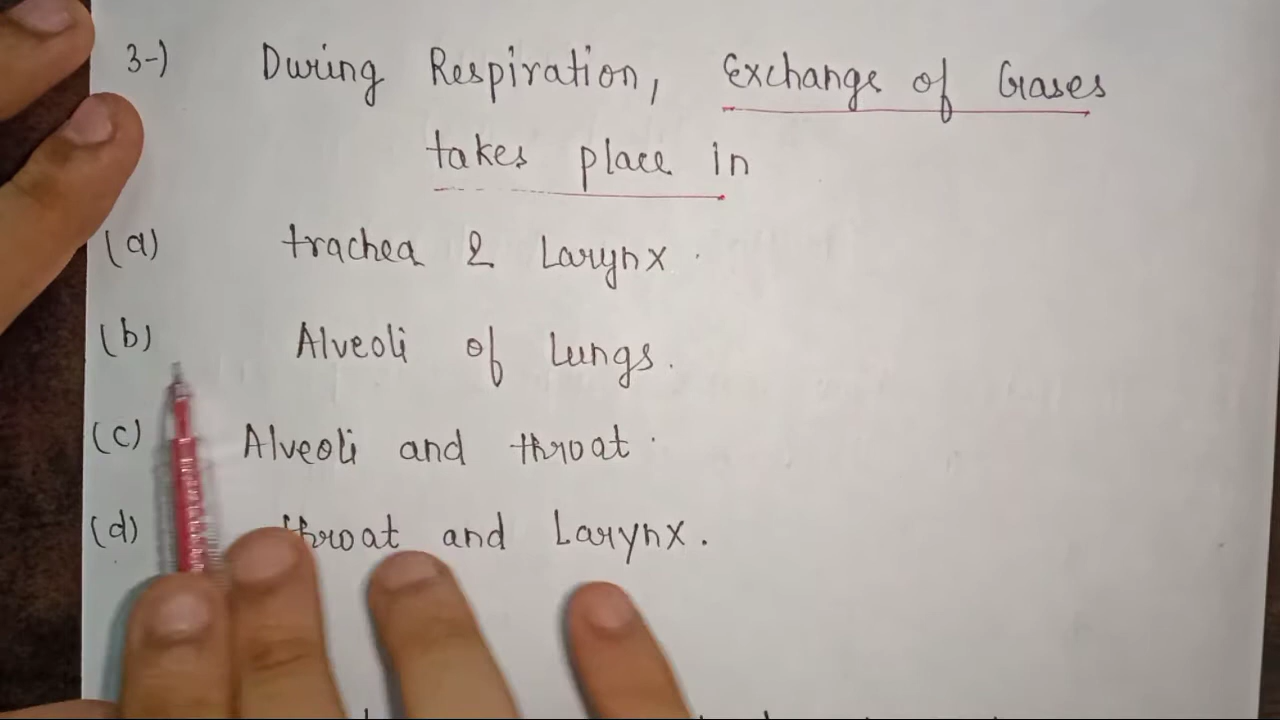 3-) During Respiration, Exchange of Gases
takes place in
(a) trachea & Larynx.
(b) Alveoli of Lungs.
(c) Alveoli and throat.
(d) throat and Larynx.